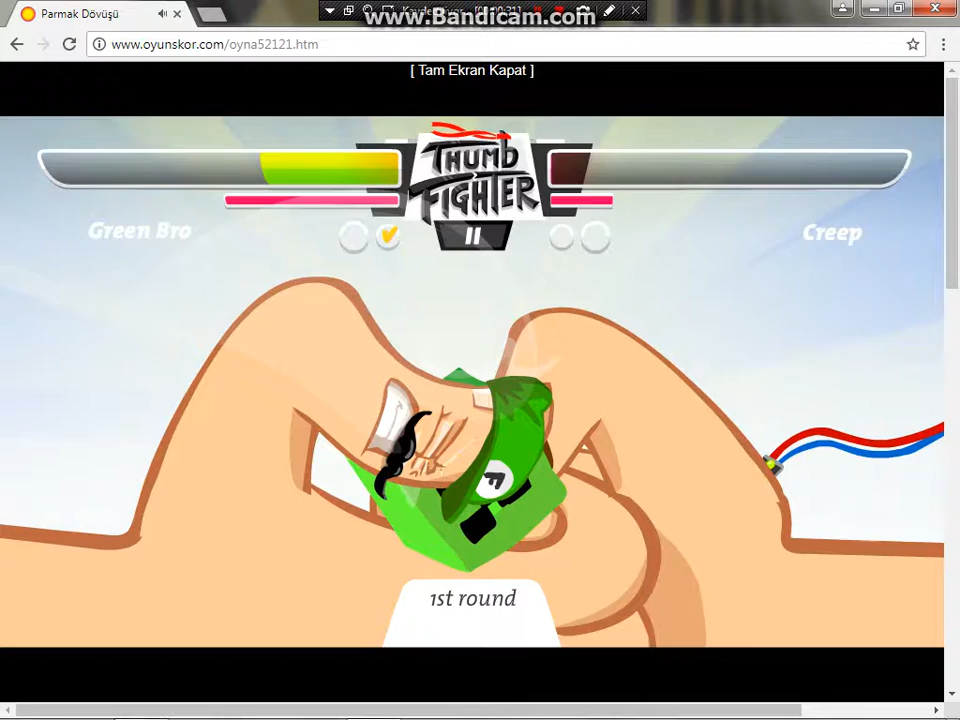 Parmak Dövüşü
www.Bandicam.com
www.oyunskor.com/oyna52121.htm
[ Tam Ekran Kapat ]
THUMB
FIGHTER
Green Bro
Creep
F
1st round